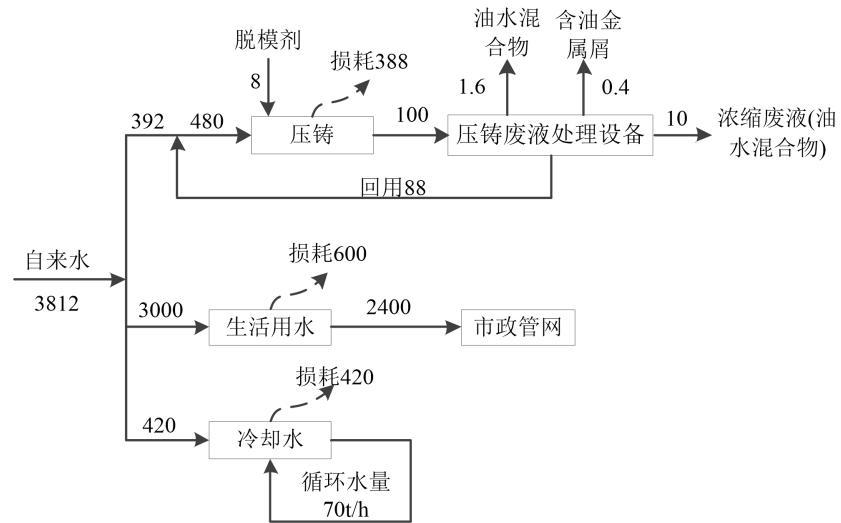 脱模剂
8
损耗388
油水混
合物
含油金
属屑
1.6
0.4
392
480
压铸
100
压铸废液处理设备
10
浓缩废液(油
水混合物)
回用88
自来水
3812
损耗600
3000
生活用水
2400
市政管网
损耗420
420
冷却水
循环水量
70t/h